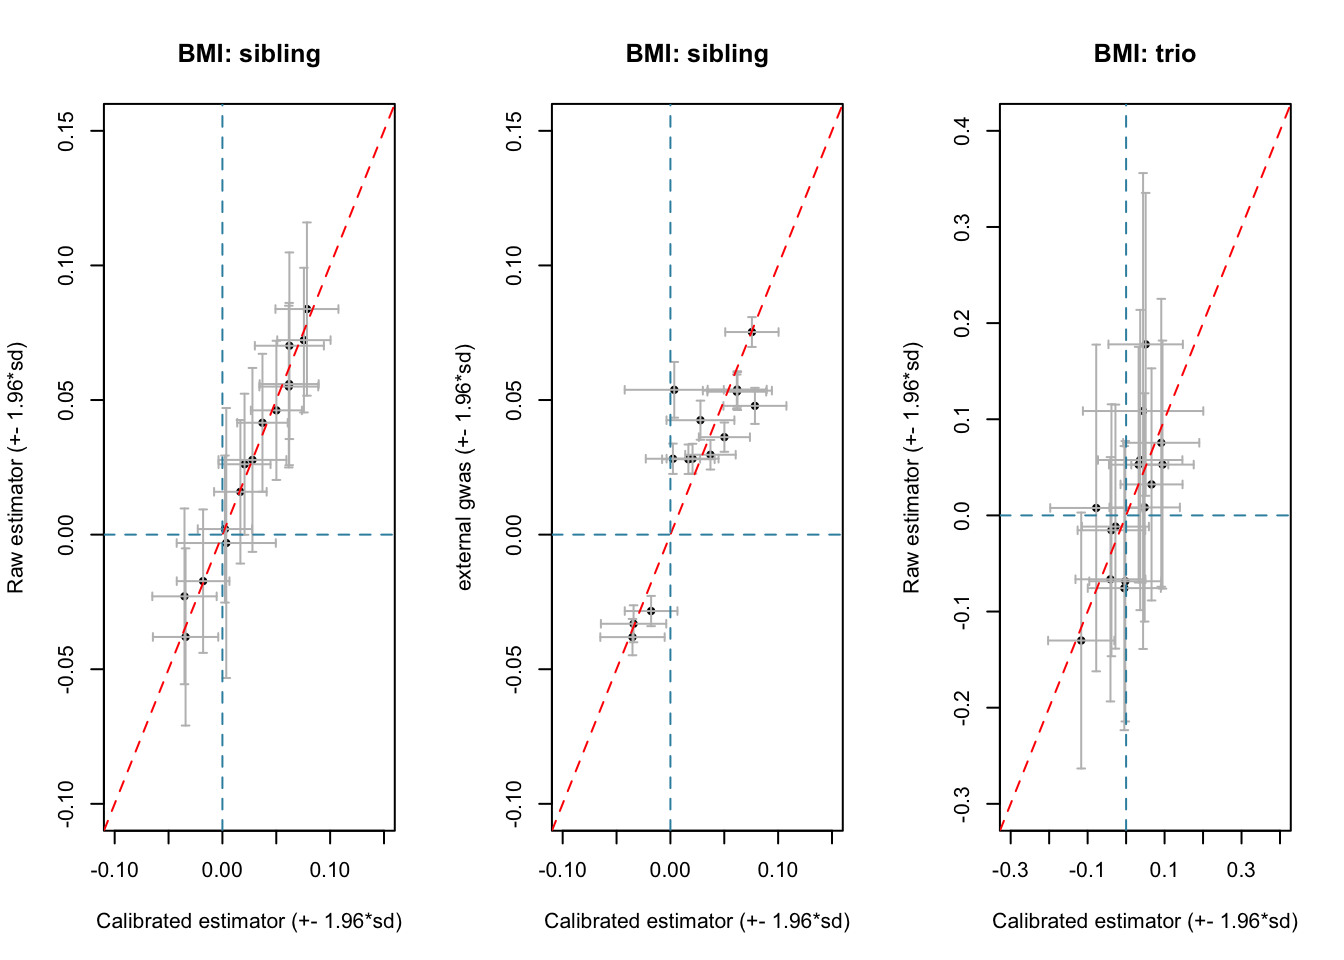 BMI: sibling
Raw estimator (+- 1.96*sd)
0.15
0.10
0.05
0.00
-0.05
-0.10
-0.10 0.00 0.10
Calibrated estimator (+- 1.96*sd)
BMI: sibling
external gwas (+- 1.96*sd)
0.15
0.10
0.05
0.00
-0.05
-0.10
-0.10 0.00 0.10
Calibrated estimator (+- 1.96*sd)
BMI: trio
Raw estimator (+- 1.96*sd)
0.4
0.3
0.2
0.1
0.0
-0.1
-0.2
-0.3
-0.3 -0.1 0.1 0.3
Calibrated estimator (+- 1.96*sd)